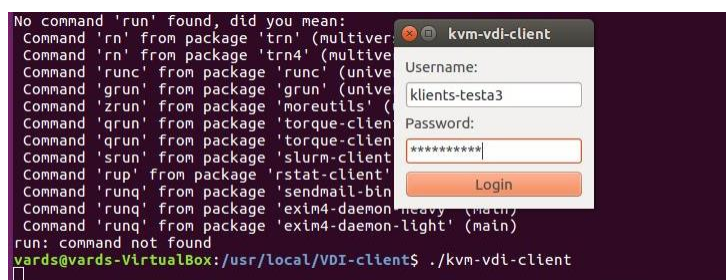 No command 'run' found, did you mean:
Command 'rn' from package 'trn' (multiver
Command 'rn' from package 'trn4' (multive
Command 'runc' from package 'runc' (unive
Command 'grun' from package 'grun' (unive
Command 'zrun' from package 'moreutils' (u
Command 'qrun' from package 'torque-clien
Command 'qrun' from package 'torque-clien
Command 'srun' from package 'slurm-client
Command 'rup' from package 'rstat-client'
Command 'runq' from package 'sendmail-bin
Command 'runq' from package 'exim4-daemon-heavy' (main)
Command 'runq' from package 'exim4-daemon-light' (main)
run: command not found
vards@vards-VirtualBox:/usr/local/VDI-client$ ./kvm-vdi-client
kvm-vdi-client
Username:
klients-testa3
Password:
**********
Login